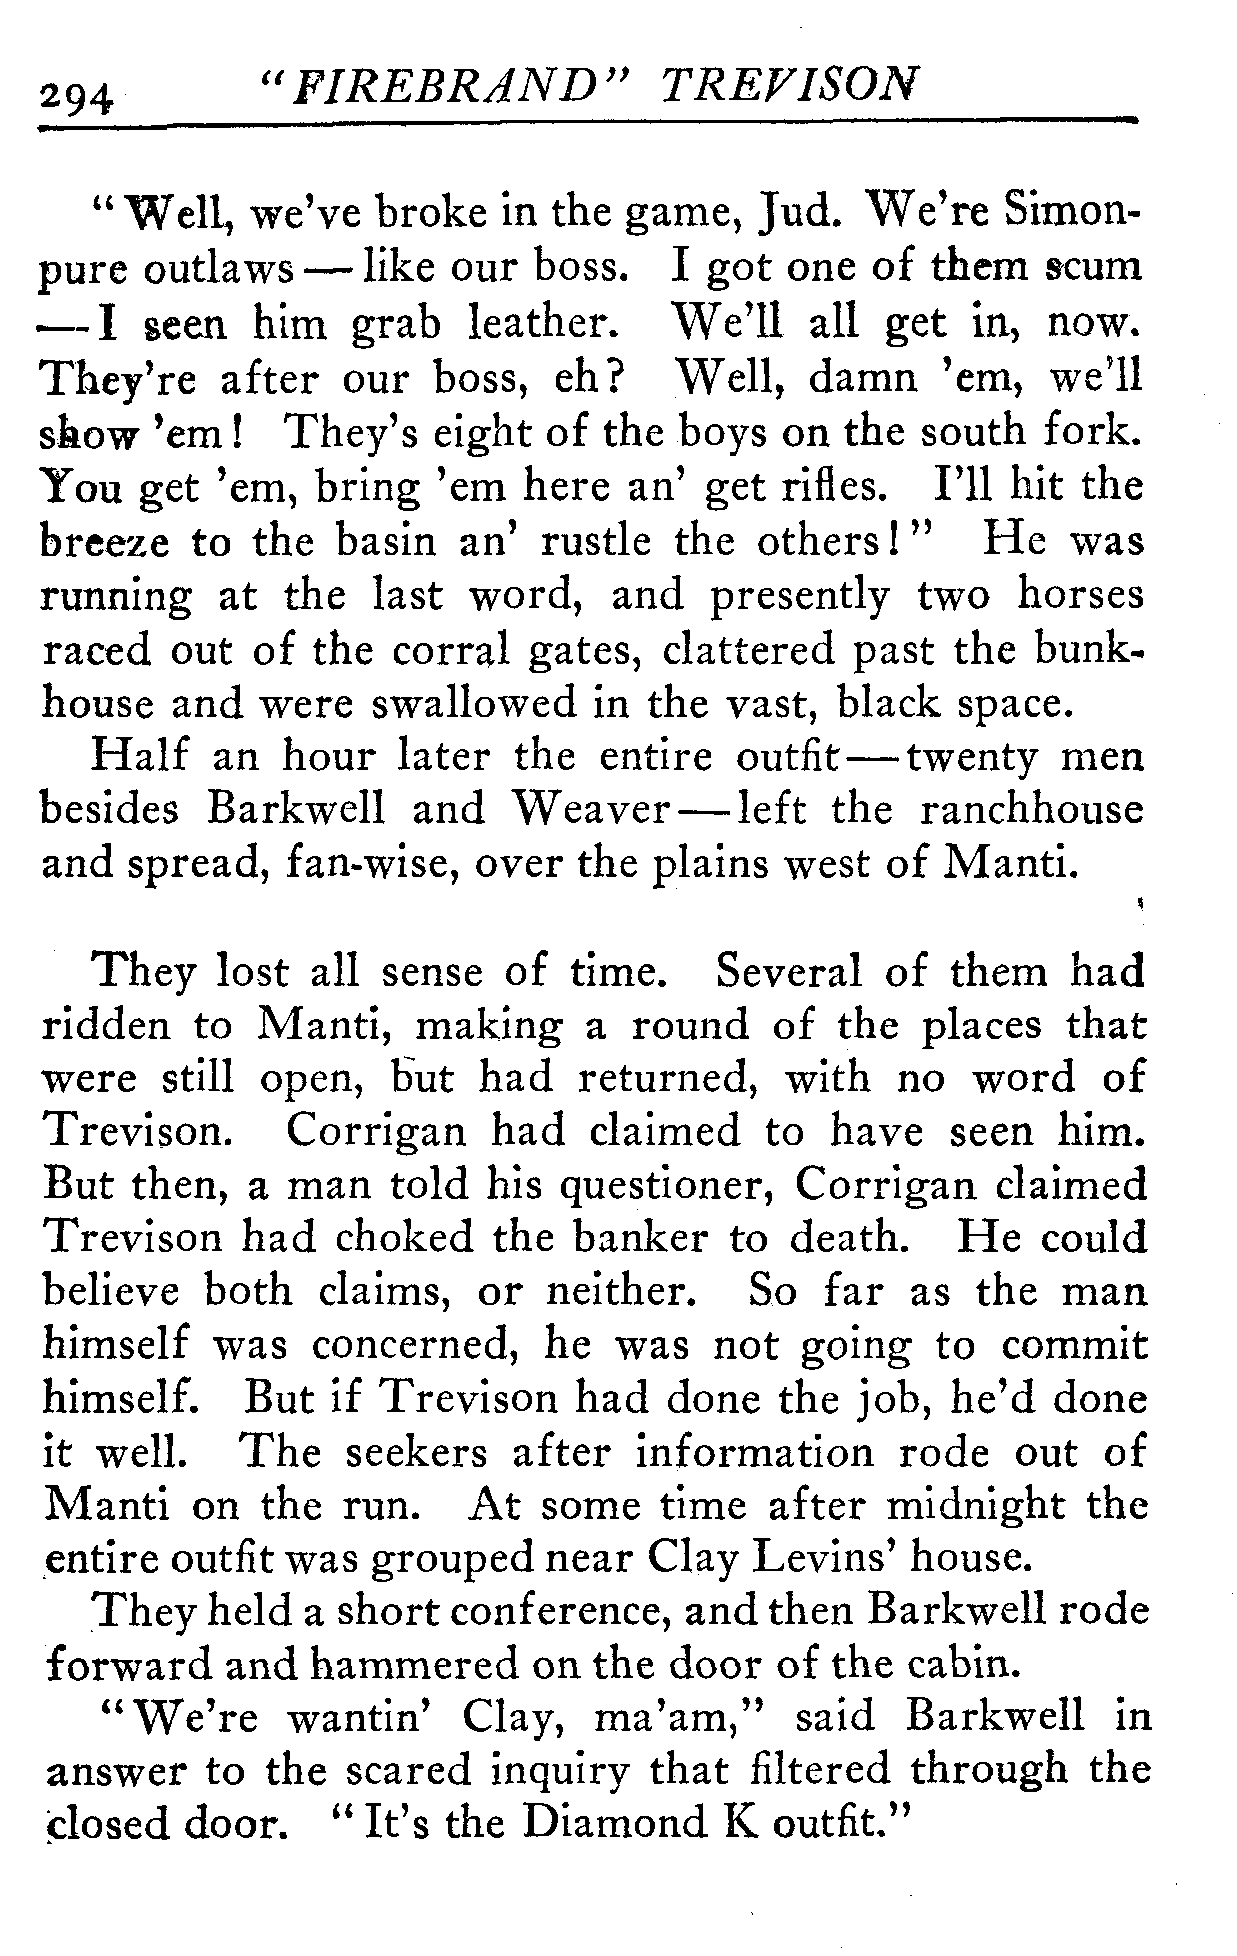 294 "FIREBRAND" TREVISON
"Well, we've broke in the game, Jud. We're Simon-
pure outlaws — like our boss. I got one of them scum
— I seen him grab leather. We'll all get in, now.
They're after our boss, eh? Well, damn 'em, we'll
show 'em! They's eight of the boys on the south fork.
You get 'em, bring 'em here an' get rifles. I'll hit the
breeze to the basin an' rustle the others!" He was
running at the last word, and presently two horses
raced out of the corral gates, clattered past the bunk-
house and were swallowed in the vast, black space.
Half an hour later the entire outfit — twenty men
besides Barkwell and Weaver — left the ranchhouse
and spread, fan-wise, over the plains west of Manti.
They lost all sense of time. Several of them had
ridden to Manti, making a round of the places that
were still open, but had returned, with no word of
Trevison. Corrigan had claimed to have seen him.
But then, a man told his questioner, Corrigan claimed
Trevison had choked the banker to death. He could
believe both claims, or neither. So far as the man
himself was concerned, he was not going to commit
himself. But if Trevison had done the job, he'd done
it well. The seekers after information rode out of
Manti on the run. At some time after midnight the
entire outfit was grouped near Clay Levins' house.
They held a short conference, and then Barkwell rode
forward and hammered on the door of the cabin.
"We're wantin' Clay, ma'am," said Barkwell in
answer to the scared inquiry that filtered through the
closed door. "It's the Diamond K outfit."